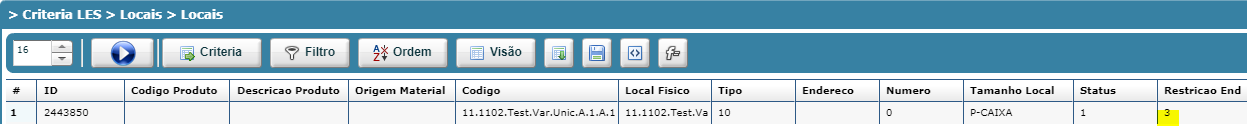 > Criteria LES > Locais > Locais
16 Criteria Filtro Ordem Visão
# ID Codigo Produto Descricao Produto Origem Material Codigo Local Fisico Tipo Endereco Numero Tamanho Local Status Restricao End
1 2443850 11.1102.Test.Var.Unic.A.1.A.1 11.1102.Test.Va 10 0 P-CAIXA 1 3